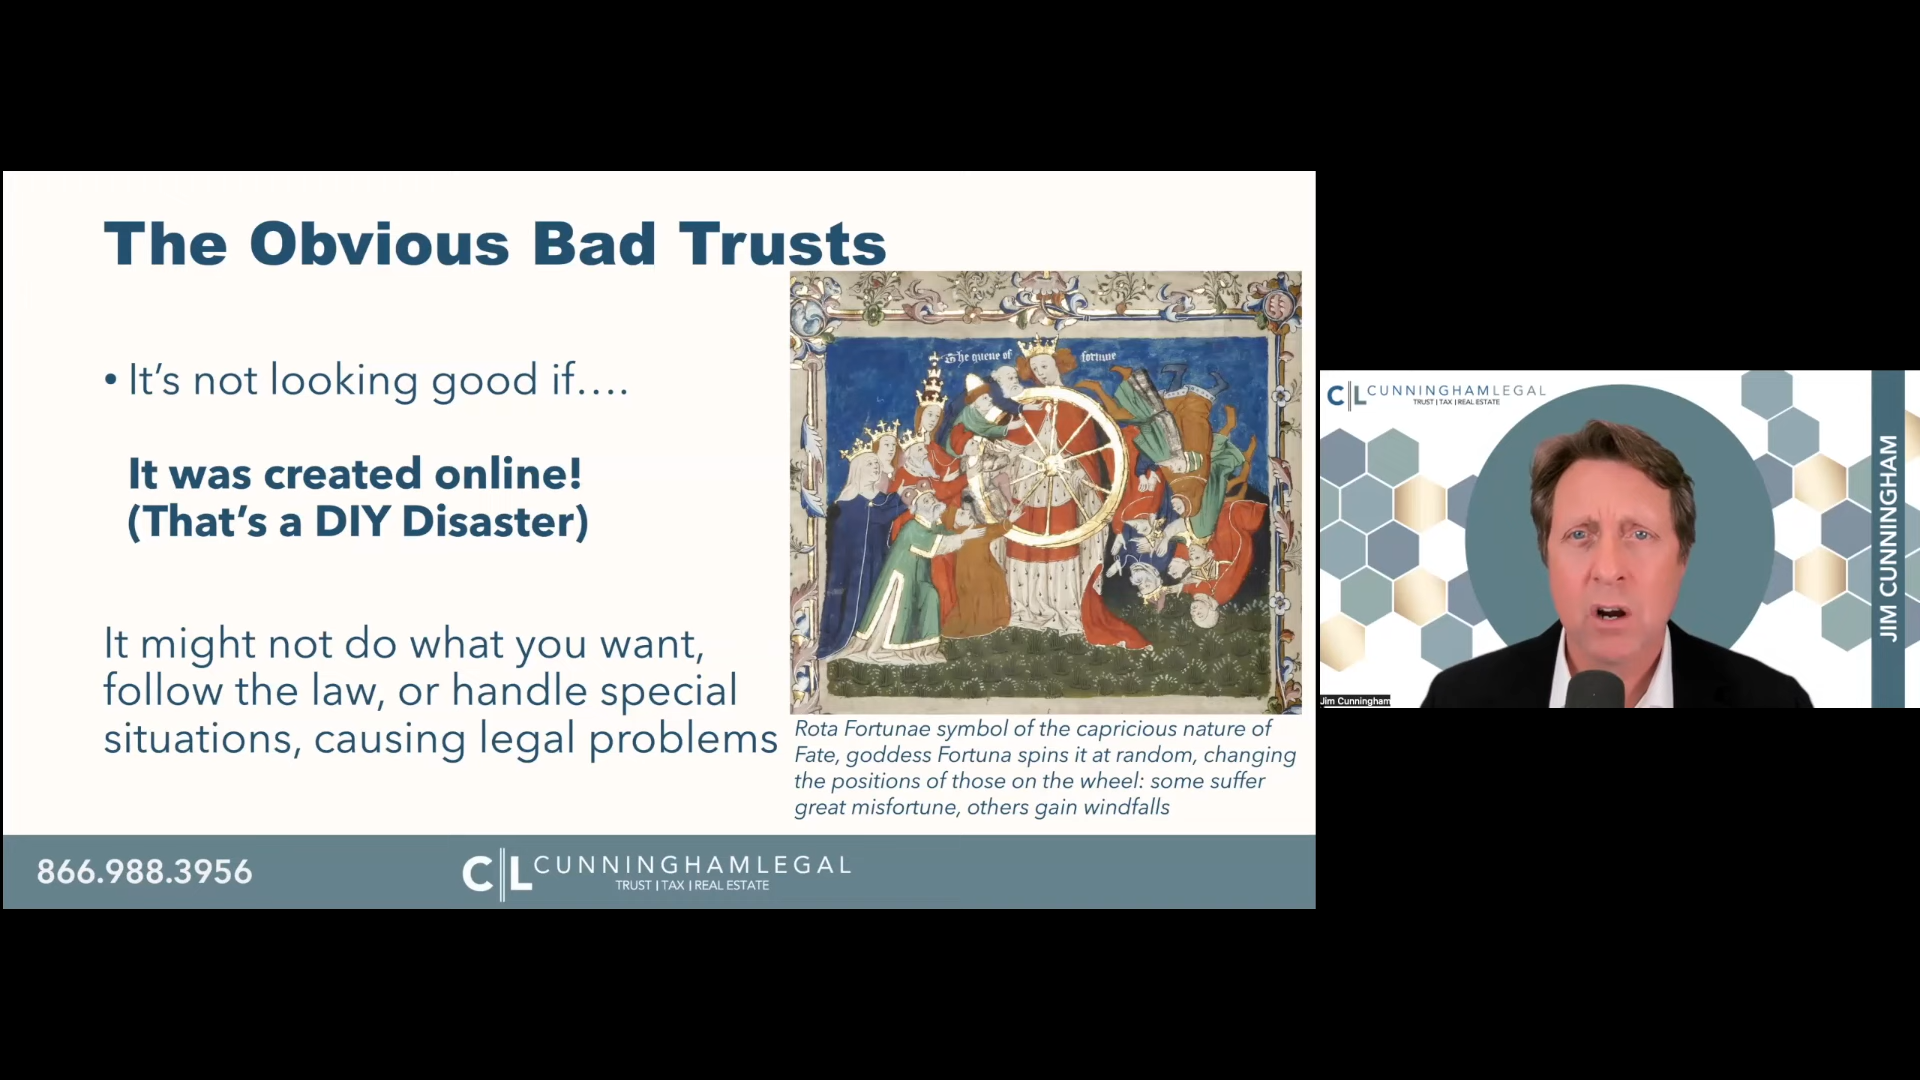 The Obvious Bad Trusts
• It's not looking good if....
It was created online!
(That's a DIY Disaster)
It might not do what you want,
follow the law, or handle special
situations, causing legal problems
The quene of fortune
Rota Fortunae symbol of the capricious nature of
Fate, goddess Fortuna spins it at random, changing
the positions of those on the wheel: some suffer
great misfortune, others gain windfalls
866.988.3956
CL CUNNINGHAMLEGAL
TRUST | TAX | REAL ESTATE
CL CUNNINGHAMLEGAL
TRUST | TAX | REAL ESTATE
JIM CUNNINGHAM
Jim Cunningham